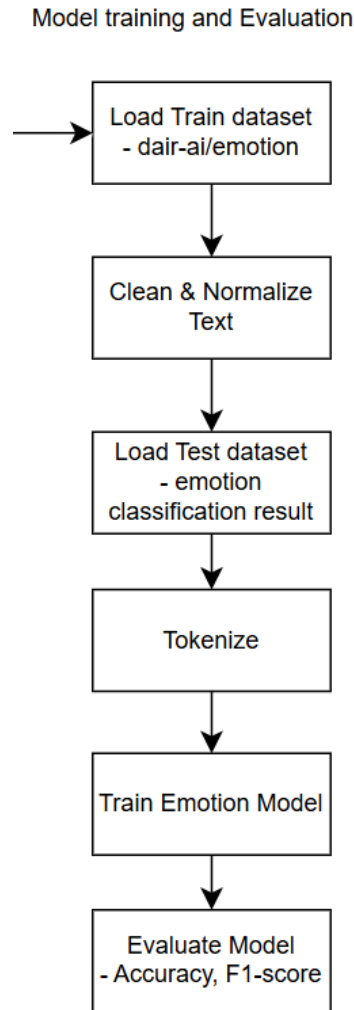 Model training and Evaluation
Load Train dataset
- dair-ai/emotion
Clean & Normalize
Text
Load Test dataset
- emotion
classification result
Tokenize
Train Emotion Model
Evaluate Model
- Accuracy, F1-score